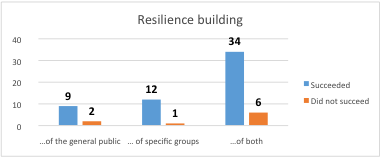 Resilience building
40
30
20
10
0
9
2
12
1
34
6
...of the general public
... of specific groups
...of both
Succeeded
Did not succeed